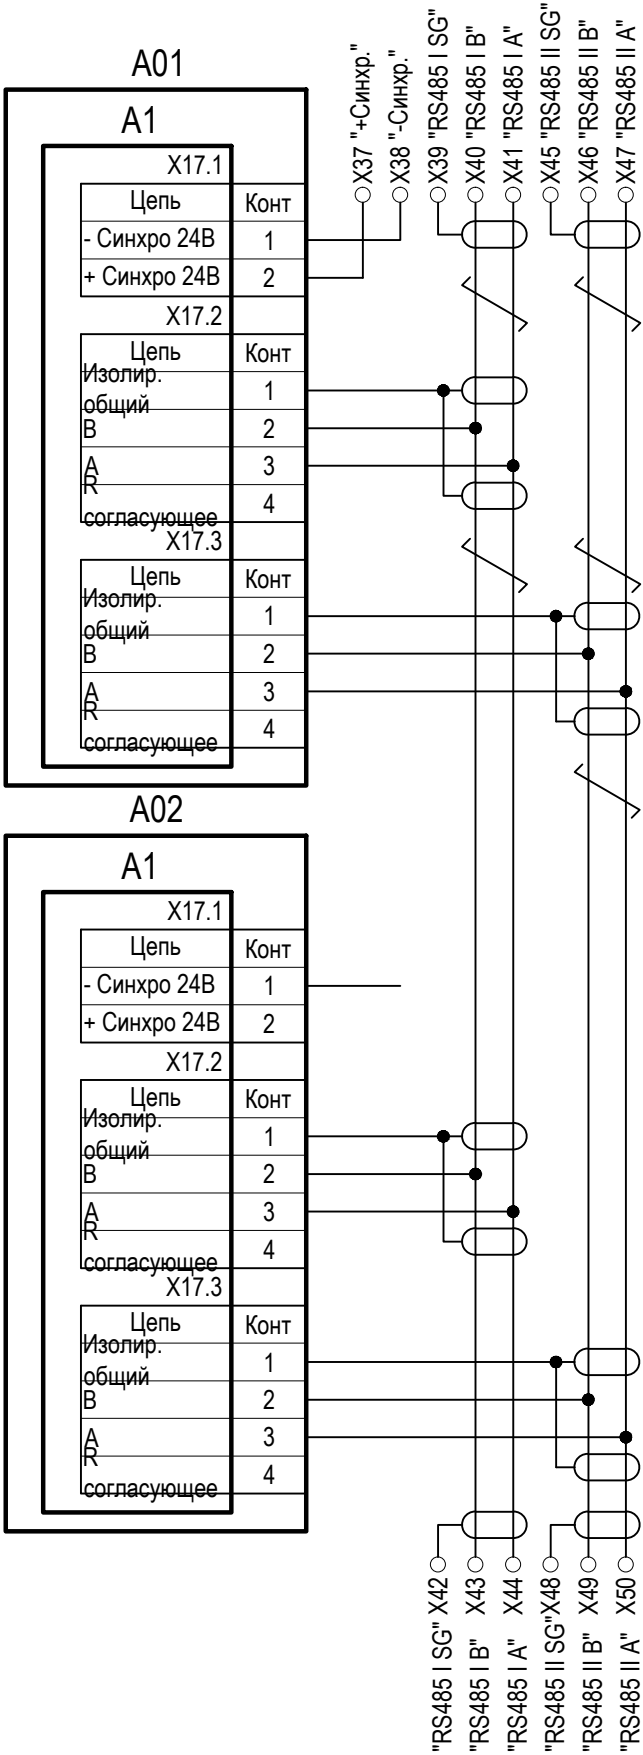 X37 "+Синхр."
X38 "-Синхр."
X39 "RS485 I SG"
X40 "RS485 I B"
X41 "RS485 I A"
X45 "RS485 II SG"
X46 "RS485 II B"
X47 "RS485 II A"
A01
A1
X17.1
Цепь Конт
- Синхро 24В 1
+ Синхро 24В 2
X17.2
Цепь Конт
Изолир. общий 1
B 2
A 3
R согласующее 4
X17.3
Цепь Конт
Изолир. общий 1
B 2
A 3
R согласующее 4
A02
A1
X17.1
Цепь Конт
- Синхро 24В 1
+ Синхро 24В 2
X17.2
Цепь Конт
Изолир. общий 1
B 2
A 3
R согласующее 4
X17.3
Цепь Конт
Изолир. общий 1
B 2
A 3
R согласующее 4
"RS485 I SG" X42
"RS485 I B" X43
"RS485 I A" X44
"RS485 II SG" X48
"RS485 II B" X49
"RS485 II A" X50